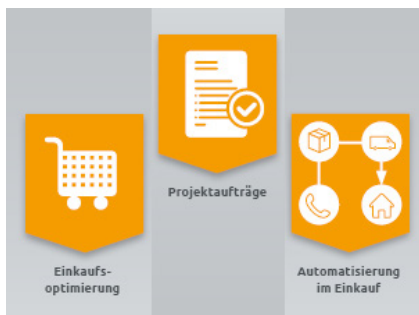 Projektaufträge
Einkaufs-
optimierung
Automatisierung
im Einkauf